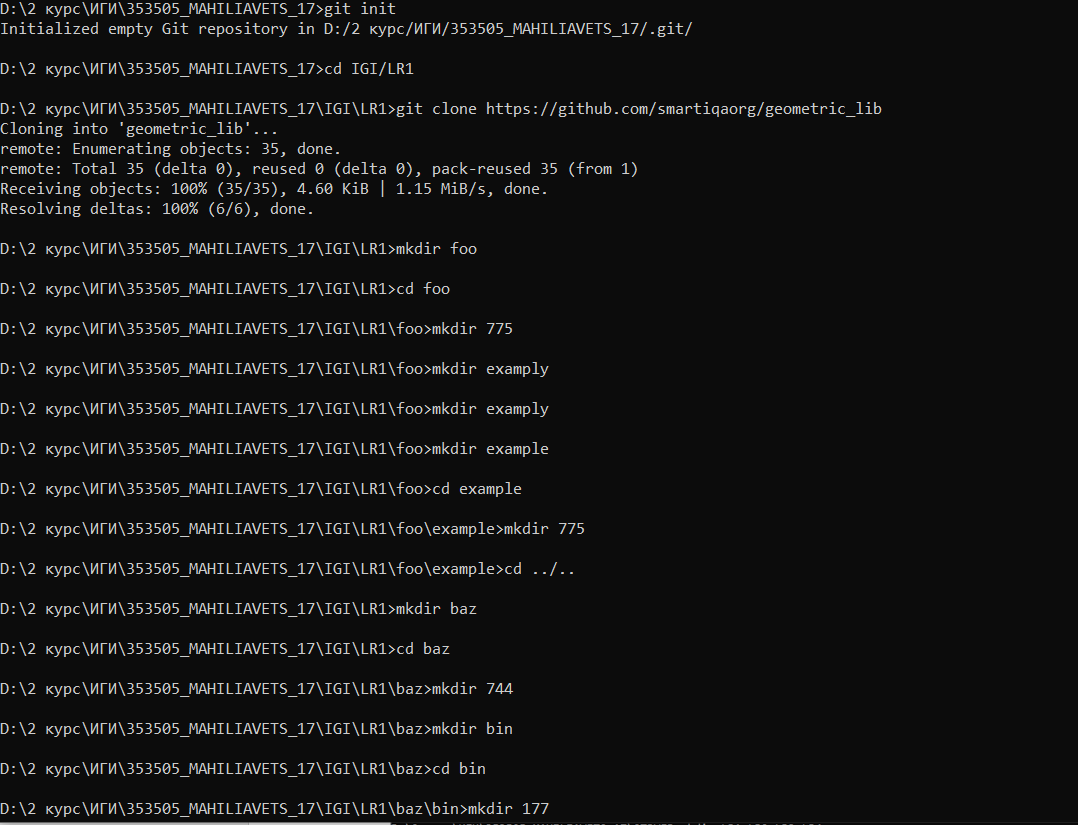 D:\2 курс\ИГИ\353505_MAHILIAVETS_17>git init
Initialized empty Git repository in D:/2 курс/ИГИ/353505_MAHILIAVETS_17/.git/
D:\2 курс\ИГИ\353505_MAHILIAVETS_17>cd IGI/LR1
D:\2 курс\ИГИ\353505_MAHILIAVETS_17\IGI\LR1>git clone https://github.com/smartiqaorg/geometric_lib
Cloning into 'geometric_lib'...
remote: Enumerating objects: 35, done.
remote: Total 35 (delta 0), reused 0 (delta 0), pack-reused 35 (from 1)
Receiving objects: 100% (35/35), 4.60 KiB | 1.15 MiB/s, done.
Resolving deltas: 100% (6/6), done.
D:\2 курс\ИГИ\353505_MAHILIAVETS_17\IGI\LR1>mkdir foo
D:\2 курс\ИГИ\353505_MAHILIAVETS_17\IGI\LR1>cd foo
D:\2 курс\ИГИ\353505_MAHILIAVETS_17\IGI\LR1\foo>mkdir 775
D:\2 курс\ИГИ\353505_MAHILIAVETS_17\IGI\LR1\foo>mkdir examply
D:\2 курс\ИГИ\353505_MAHILIAVETS_17\IGI\LR1\foo>mkdir examply
D:\2 курс\ИГИ\353505_MAHILIAVETS_17\IGI\LR1\foo>mkdir example
D:\2 курс\ИГИ\353505_MAHILIAVETS_17\IGI\LR1\foo>cd example
D:\2 курс\ИГИ\353505_MAHILIAVETS_17\IGI\LR1\foo\example>mkdir 775
D:\2 курс\ИГИ\353505_MAHILIAVETS_17\IGI\LR1\foo\example>cd ../..
D:\2 курс\ИГИ\353505_MAHILIAVETS_17\IGI\LR1>mkdir baz
D:\2 курс\ИГИ\353505_MAHILIAVETS_17\IGI\LR1>cd baz
D:\2 курс\ИГИ\353505_MAHILIAVETS_17\IGI\LR1\baz>mkdir 744
D:\2 курс\ИГИ\353505_MAHILIAVETS_17\IGI\LR1\baz>mkdir bin
D:\2 курс\ИГИ\353505_MAHILIAVETS_17\IGI\LR1\baz>cd bin
D:\2 курс\ИГИ\353505_MAHILIAVETS_17\IGI\LR1\baz\bin>mkdir 177